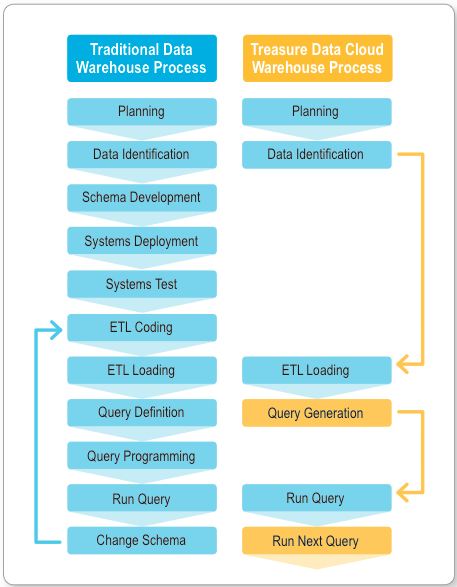 Traditional Data
Warehouse Process
Planning
Data Identification
Schema Development
Systems Deployment
Systems Test
ETL Coding
ETL Loading
Query Definition
Query Programming
Run Query
Change Schema
Treasure Data Cloud
Warehouse Process
Planning
Data Identification
ETL Loading
Query Generation
Run Query
Run Next Query